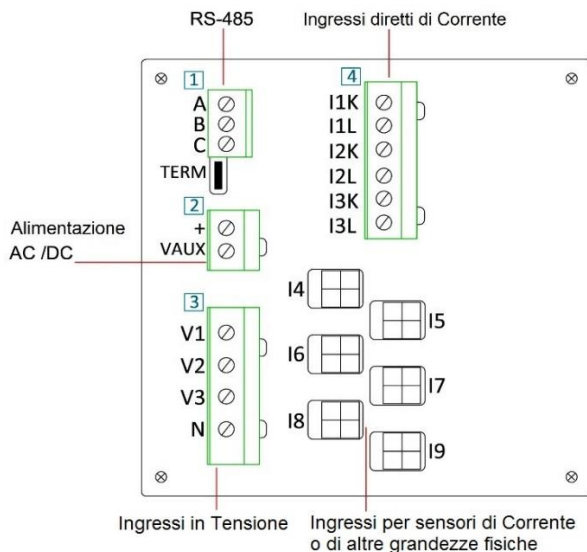 RS-485
Ingressi diretti di Corrente
1
A
B
C
TERM
4
I1K
I1L
I2K
I2L
I3K
I3L
Alimentazione
AC /DC
2
+
VAUX
3
V1
V2
V3
N
I4
I5
I6
I7
I8
I9
Ingressi in Tensione
Ingressi per sensori di Corrente
o di altre grandezze fisiche